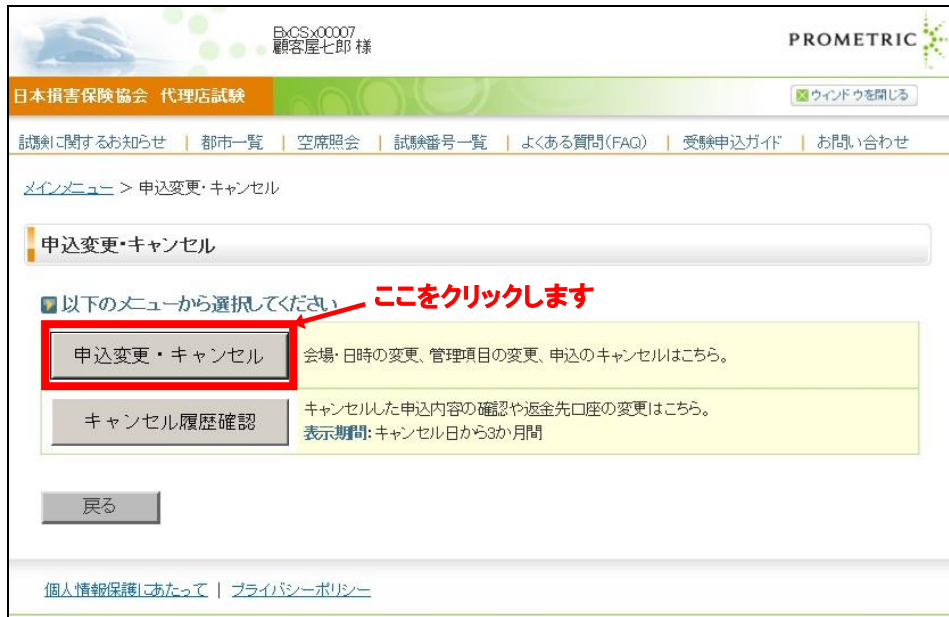 ExCSx00007
顧客屋七郎 様
PROMETRIC
日本損害保険協会 代理店試験
ウィンドウを閉じる
試験に関するお知らせ | 都市一覧 | 空席照会 | 試験番号一覧 | よくある質問(FAQ) | 受験申込ガイド | お問い合わせ
メインメニュー > 申込変更・キャンセル
申込変更・キャンセル
以下のメニューから選択してください
ここをクリックします
申込変更・キャンセル
会場・日時の変更、管理項目の変更、申込のキャンセルはこちら。
キャンセル履歴確認
キャンセルした申込内容の確認や返金先口座の変更はこちら。
表示期間:キャンセル日から3か月間
戻る
個人情報保護にあたって | プライバシーポリシー